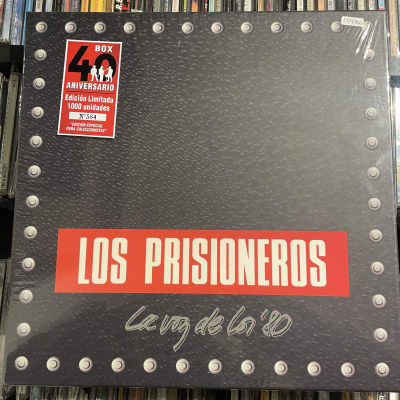 BOX
40
ANIVERSARIO
Edición Limitada
1000 unidades
Nº584
"EDICIÓN ESPECIAL
PARA COLECCIONISTAS"
LOS PRISIONEROS
La voz de los '80